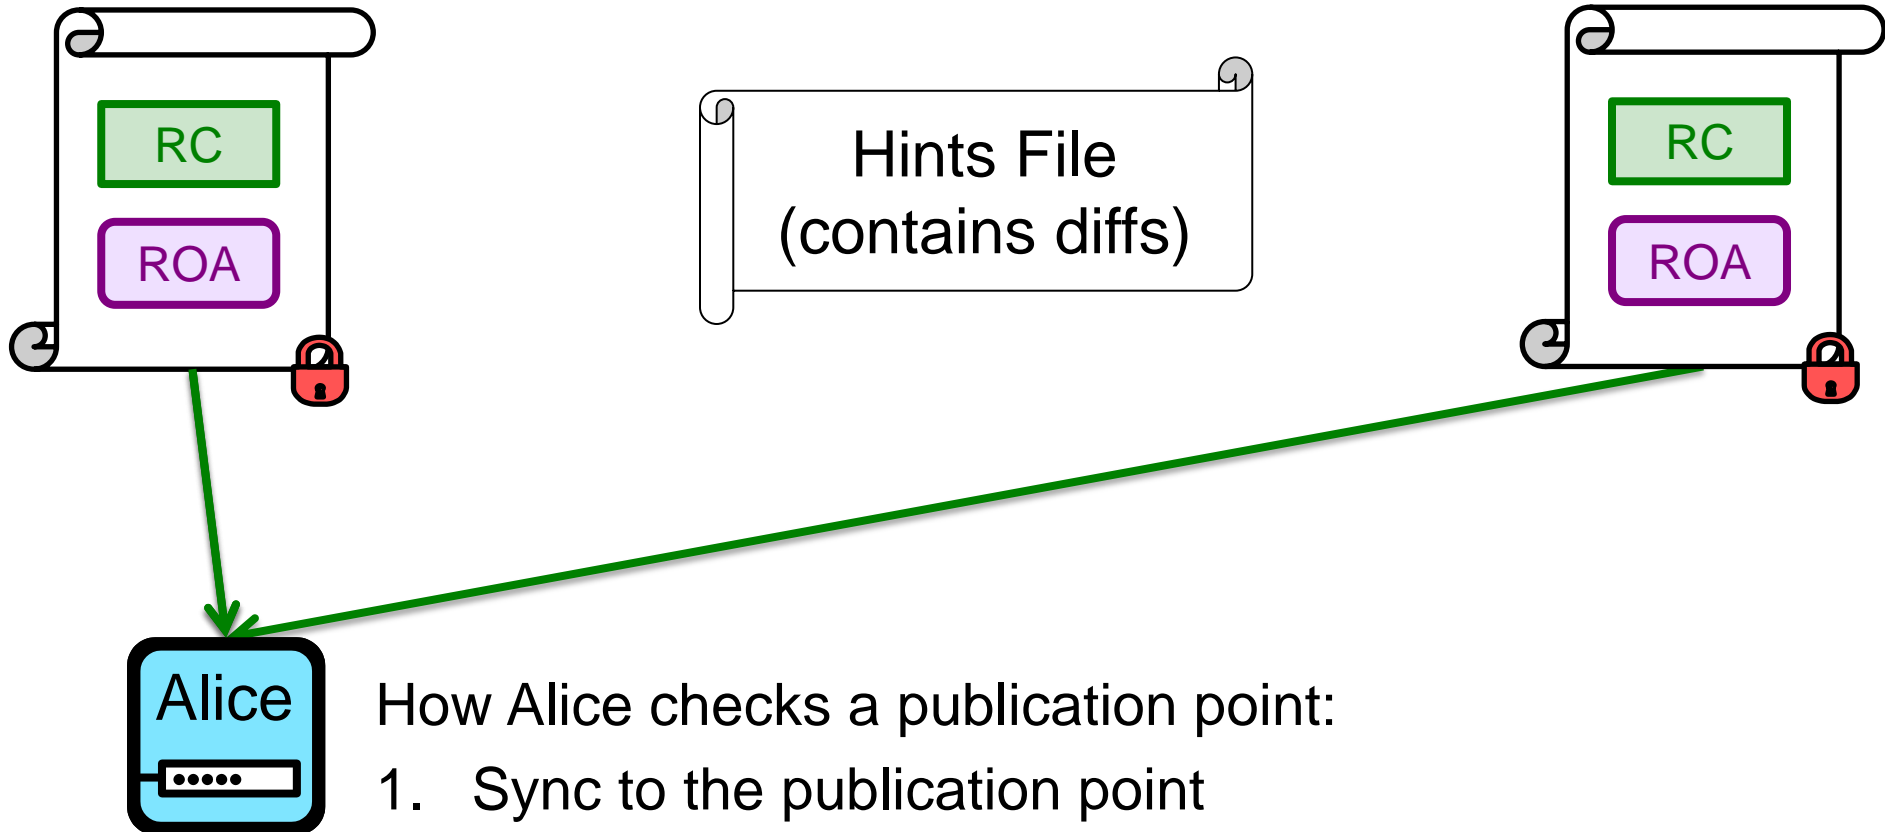 RC
ROA
Hints File
(contains diffs)
RC
ROA
Alice
How Alice checks a publication point:
1. Sync to the publication point